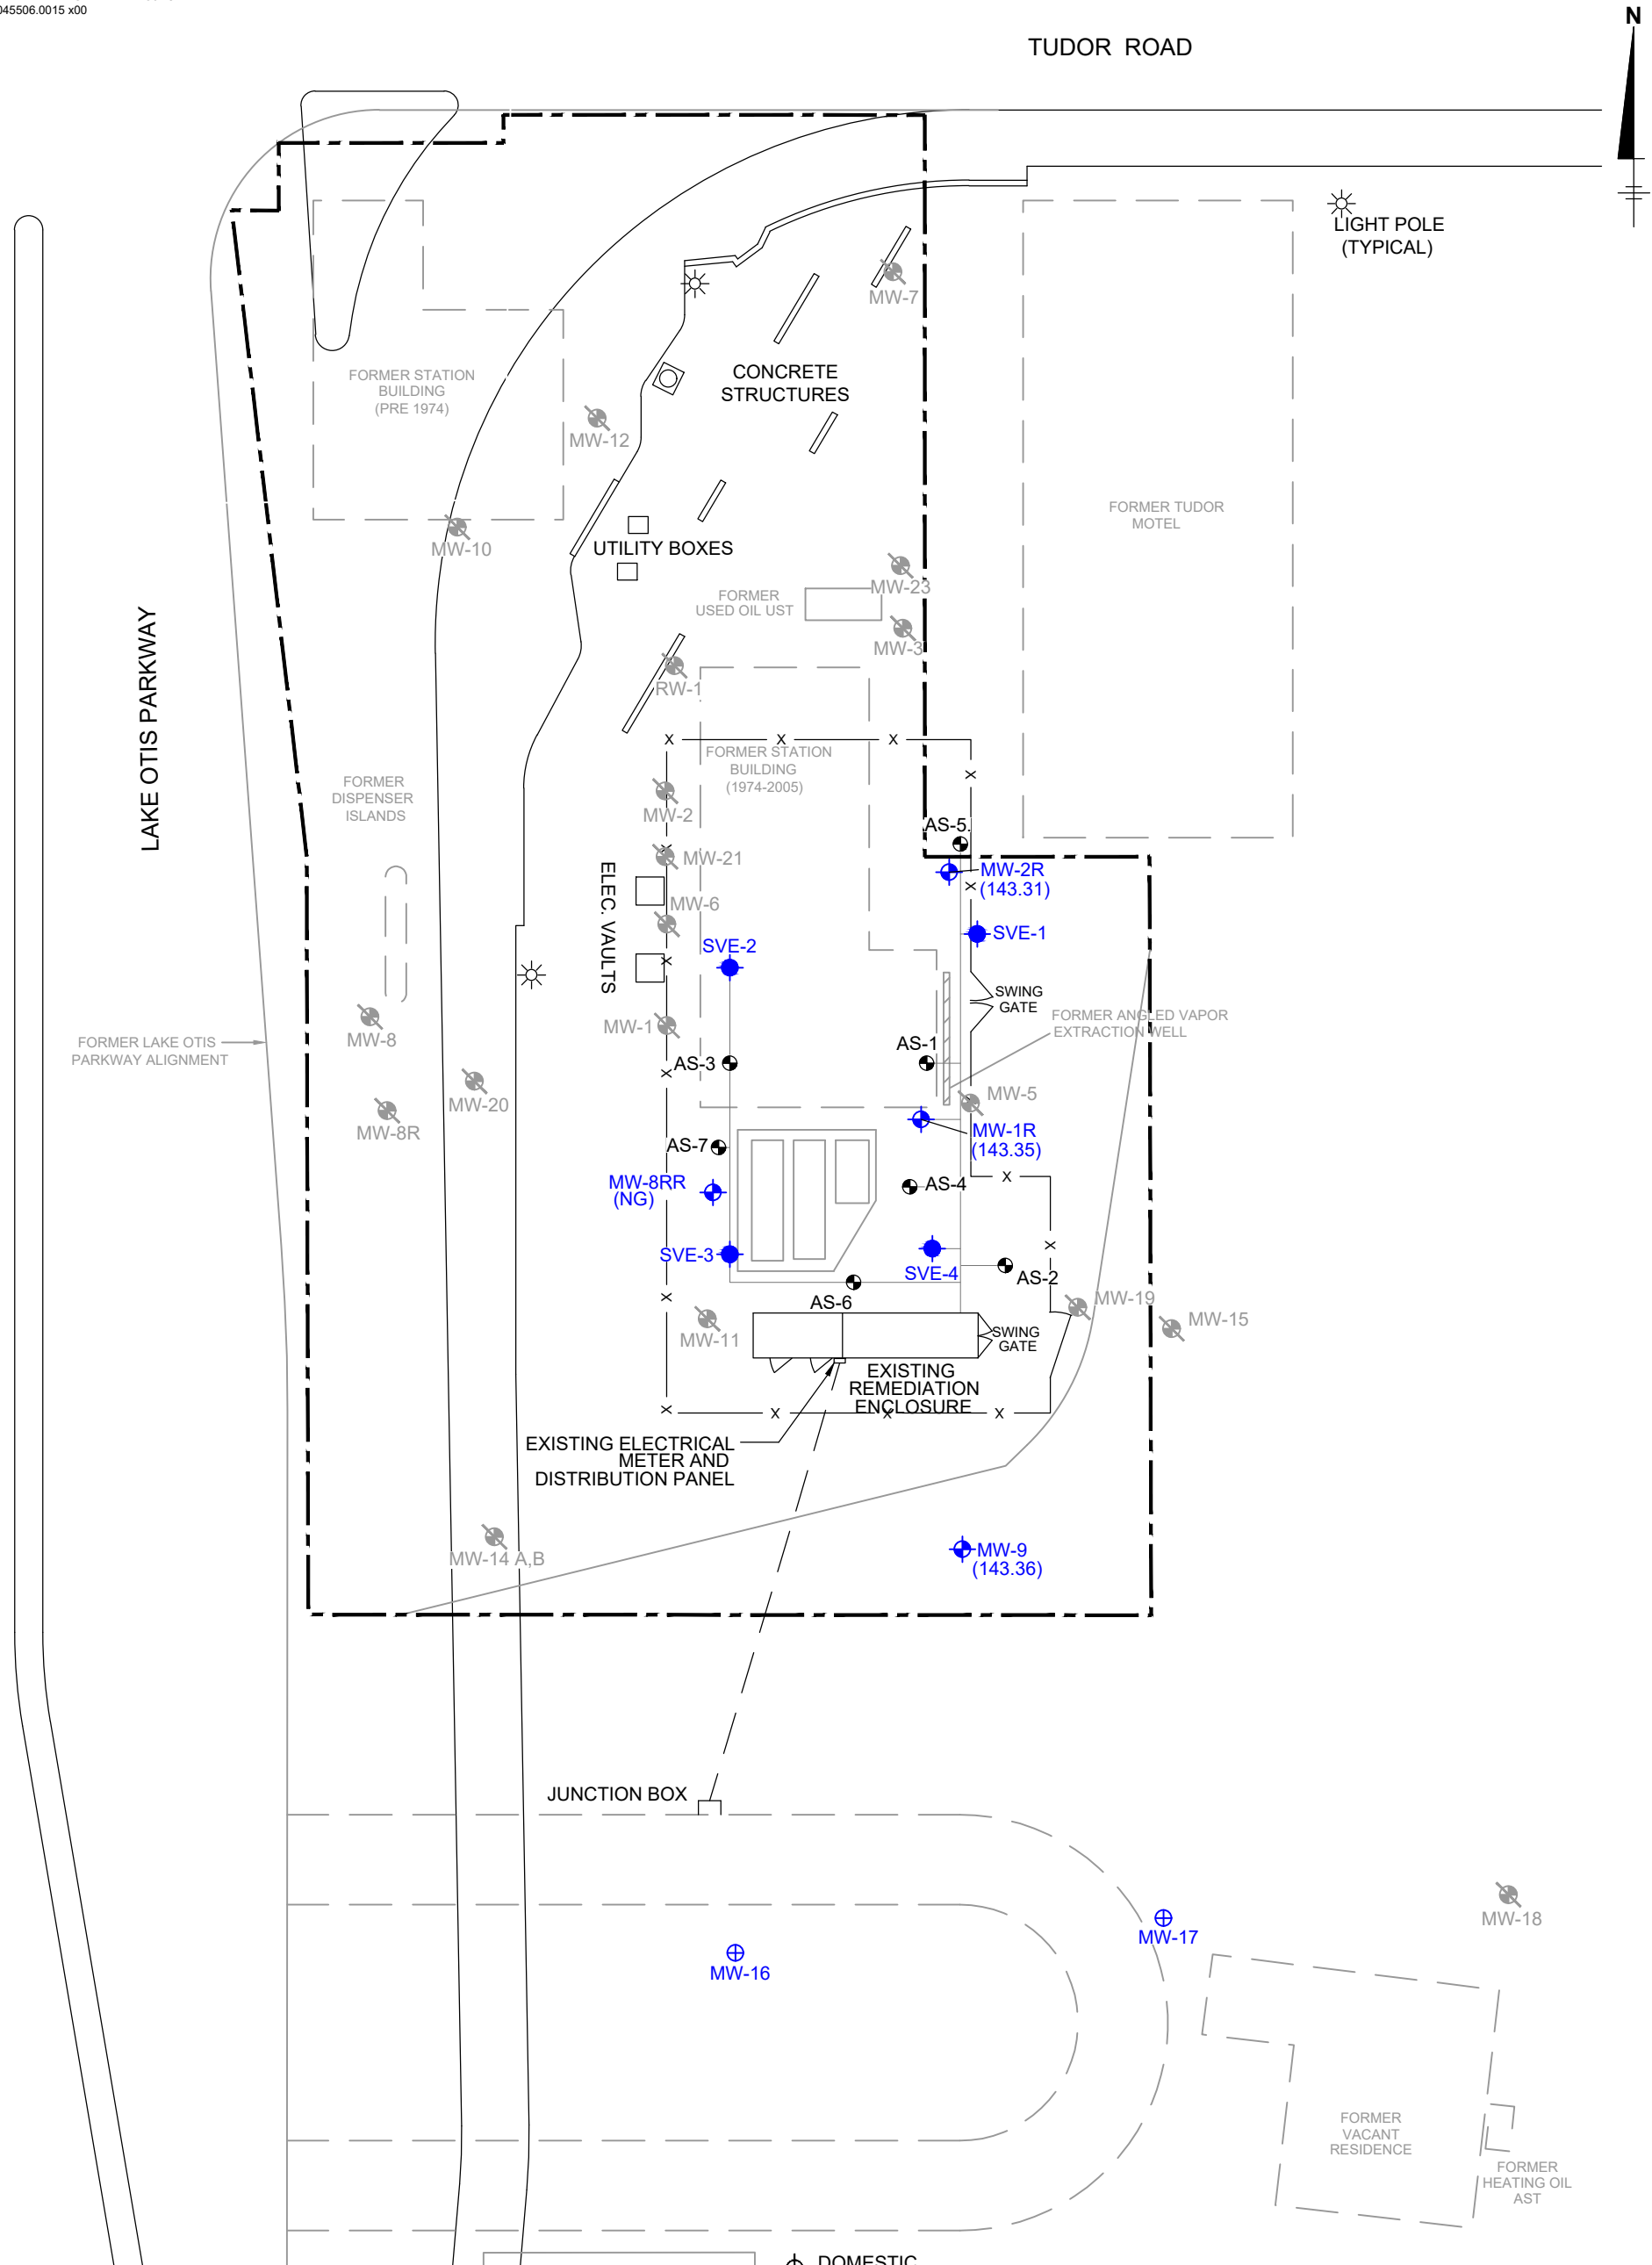 045506.0015 x00
N
TUDOR ROAD
LIGHT POLE
(TYPICAL)
MW-7
CONCRETE
STRUCTURES
FORMER STATION
BUILDING
(PRE 1974)
MW-12
FORMER TUDOR
MOTEL
MW-10
UTILITY BOXES
MW-23
FORMER
USED OIL UST
MW-3
LAKE OTIS PARKWAY
RW-1
X
X
X
FORMER STATION
BUILDING
(1974-2005)
X
FORMER
DISPENSER
ISLANDS
MW-2
AS-5.
X
MW-21
ELEC. VAULTS
MW-2R
(143.31)
X
MW-6
SVE-1
SVE-2
X
SWING
GATE
FORMER ANGLED VAPOR
EXTRACTION WELL
MW-1
MW-8
FORMER LAKE OTIS
PARKWAY ALIGNMENT
AS-1
AS-3
X
MW-20
MW-5
MW-8R
MW-1R
(143.35)
AS-7
X
MW-8RR
(NG)
AS-4
X
SVE-3
SVE-4
AS-2
X
AS-6
MW-19
MW-15
MW-11
SWING
GATE
EXISTING
REMEDIATION
ENCLOSURE
X
X
X
X
EXISTING ELECTRICAL
METER AND
DISTRIBUTION PANEL
MW-14 A,B
MW-9
(143.36)
JUNCTION BOX
MW-18
MW-17
MW-16
FORMER
VACANT
RESIDENCE
FORMER
HEATING OIL
AST
DOMESTIC